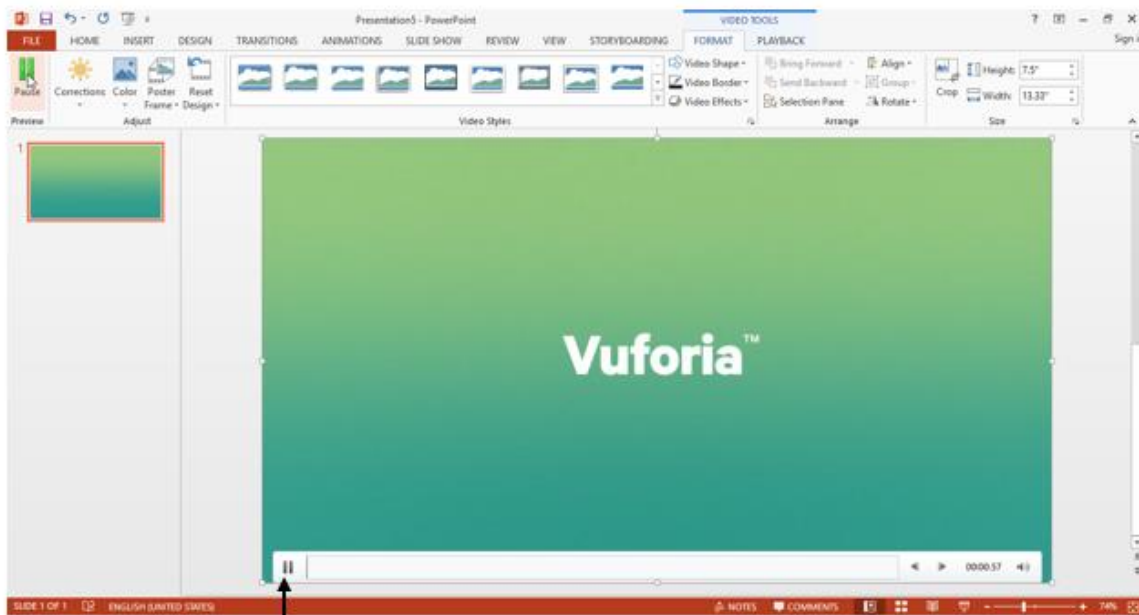 Presentation5 - PowerPoint
VIDEO TOOLS
FILE HOME INSERT DESIGN TRANSITIONS ANIMATIONS SLIDE SHOW REVIEW VIEW STORYBOARDING FORMAT PLAYBACK Sign i
Pause Corrections Color Poster Frame Reset Design
Video Shape
Video Border
Video Effects
Bring Forward
Send Backward
Selection Pane
Align
Group
Rotate
Crop
Height: 7.5"
Width: 13.33"
Preview Adjust Video Styles Arrange Size
1
Vuforia™
00:00.57
SLIDE 1 OF 1 ENGLISH (UNITED STATES) NOTES COMMENTS 74%